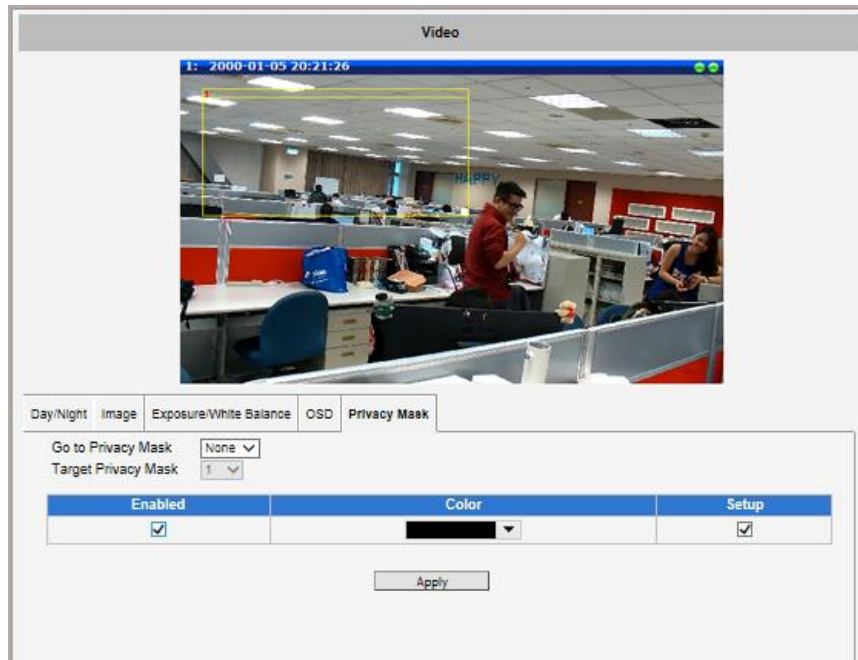 Video
1: 2000-01-05 20:21:26
1
HAPPY
Day/Night Image Exposure/White Balance OSD Privacy Mask
Go to Privacy Mask None
Target Privacy Mask 1
Enabled Color Setup
Apply